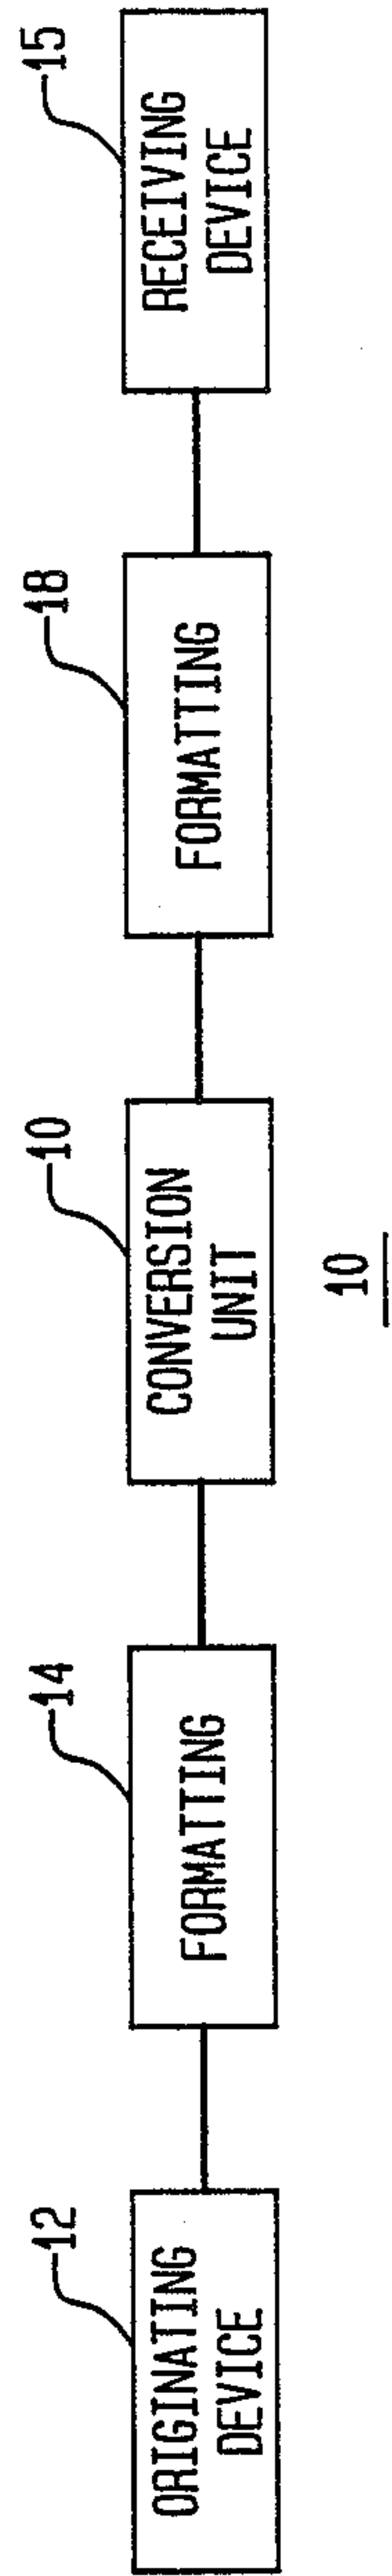 12
ORIGINATING
DEVICE
14
FORMATTING
10
CONVERSION
UNIT
18
FORMATTING
15
RECEIVING
DEVICE
10